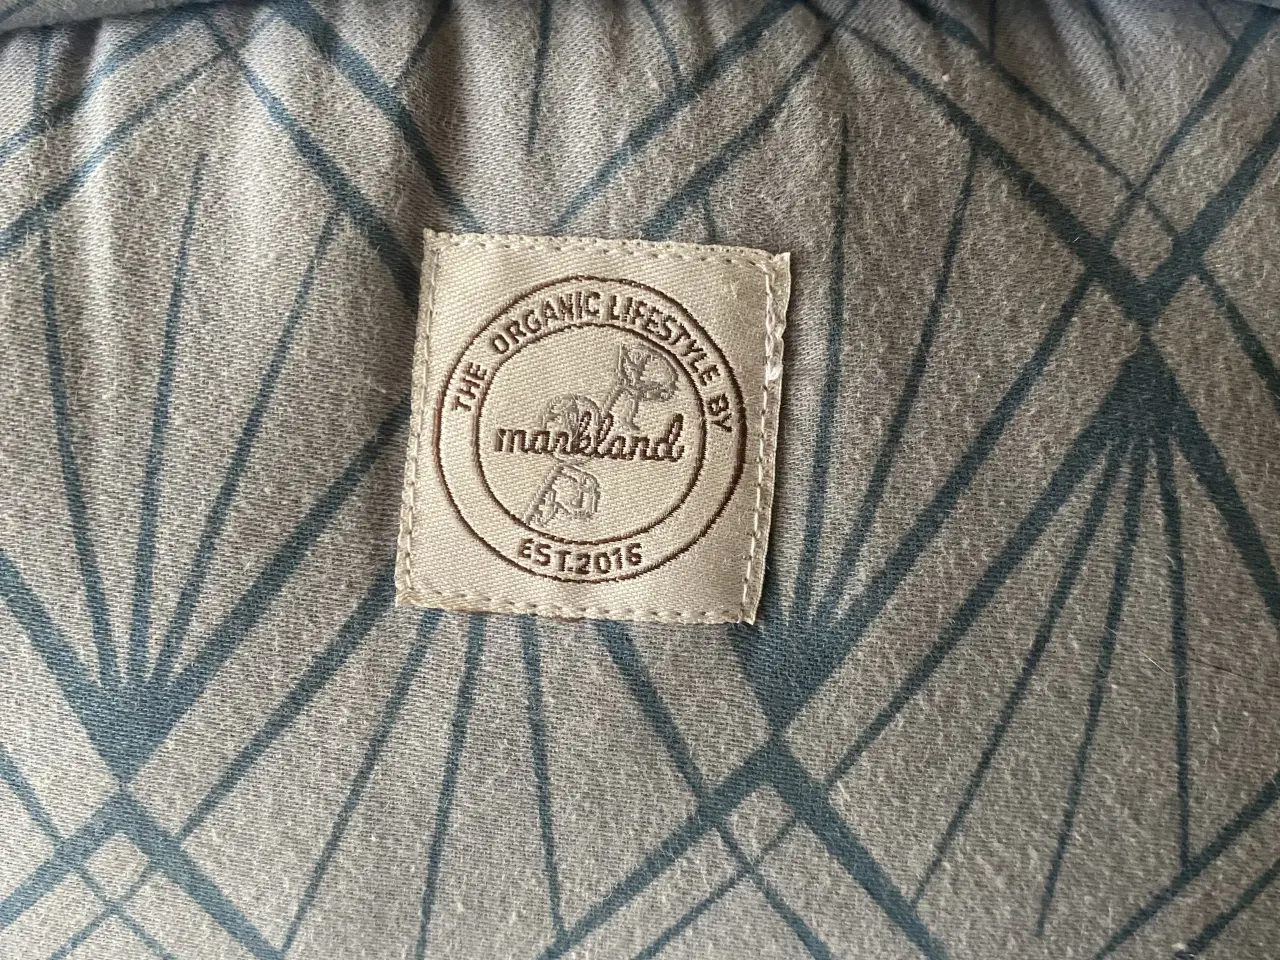 THE ORGANIC LIFESTYLE BY
markland
EST.2016